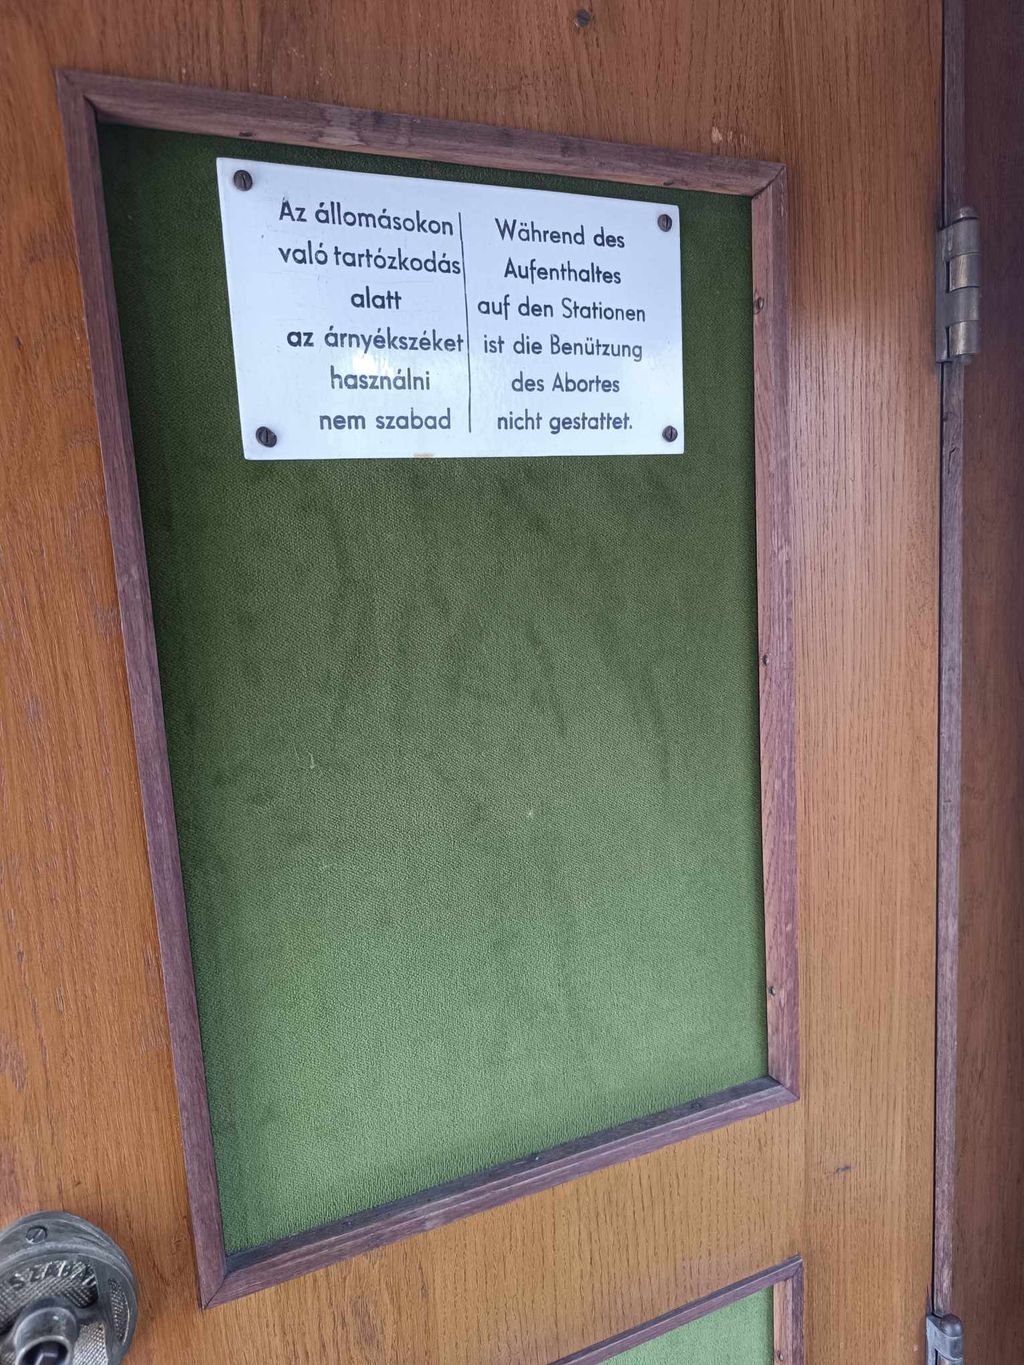 Az állomásokon
való tartózkodás
alatt
az árnyékszéket
használni
nem szabad
Während des
Aufenthaltes
auf den Stationen
ist die Benützung
des Abortes
nicht gestattet.
SZABAD